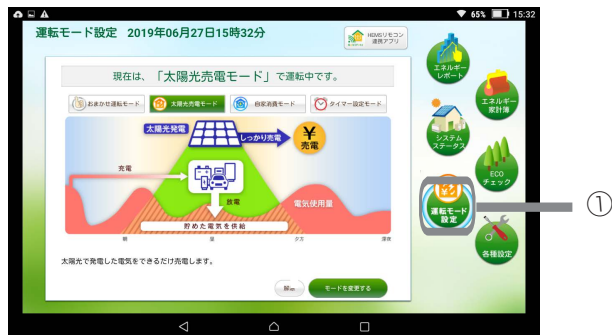 65% 15:32
運転モード設定 2019年06月27日15時32分
HEMSリモコン
連携アプリ
エネルギー
レポート
現在は、「太陽光売電モード」で運転中です。
おまかせ運転モード
太陽光売電モード
自家消費モード
タイマー設定モード
エネルギー
家計簿
太陽光発電
しっかり売電
¥
売電
システム
ステータス
充電
ECO
チェック
放電
電気使用量
運転モード
設定
①
貯めた電気を供給
朝
昼
夕方
深夜
各種設定
太陽光で発電した電気をできるだけ売電します。
モードを変更する